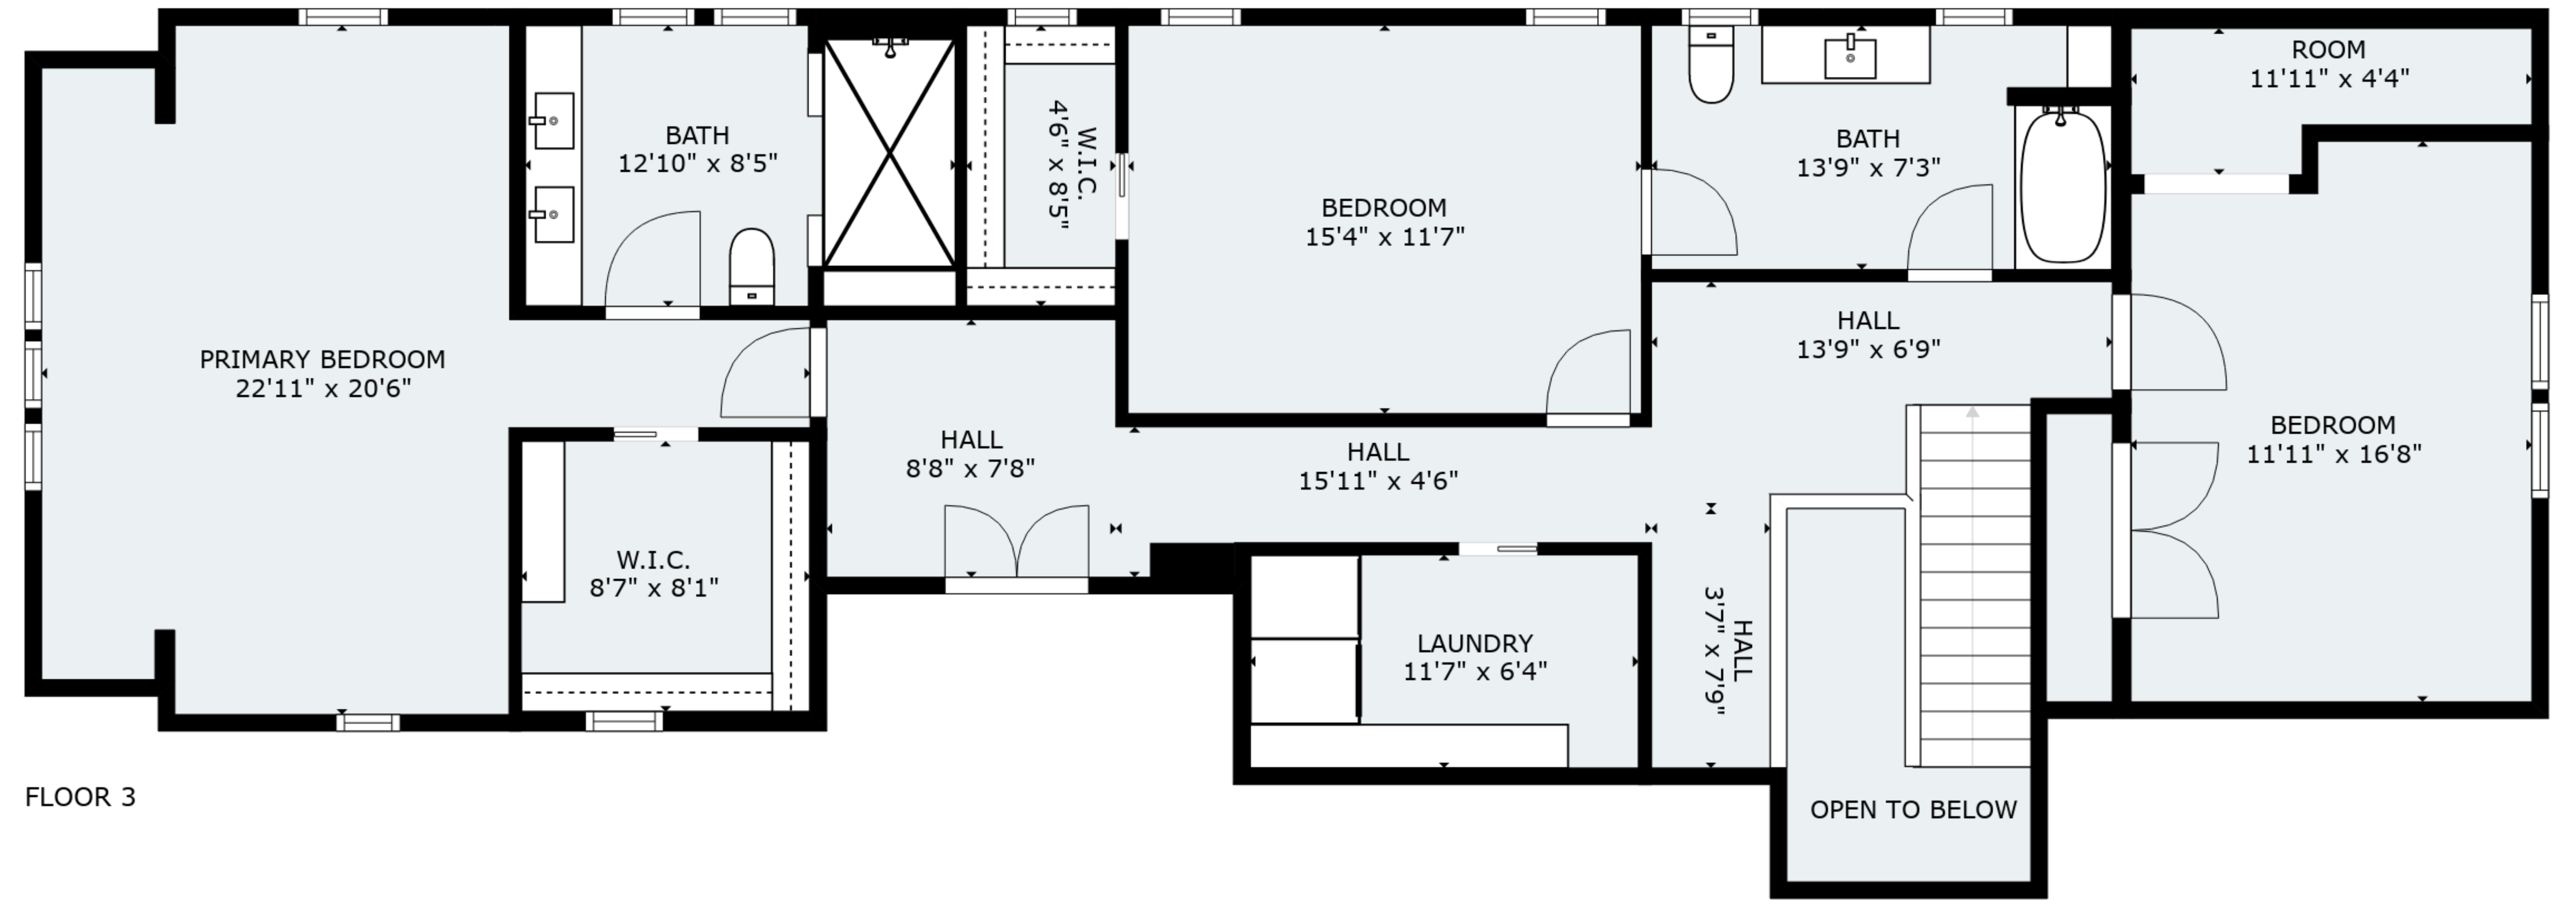 ROOM
11'11" x 4'4"
BATH
12'10" x 8'5"
W.I.C.
4'6" x 8'5"
BATH
13'9" x 7'3"
BEDROOM
15'4" x 11'7"
HALL
13'9" x 6'9"
PRIMARY BEDROOM
22'11" x 20'6"
HALL
8'8" x 7'8"
HALL
15'11" x 4'6"
BEDROOM
11'11" x 16'8"
W.I.C.
8'7" x 8'1"
LAUNDRY
11'7" x 6'4"
HALL
3'7" x 7'9"
FLOOR 3
OPEN TO BELOW